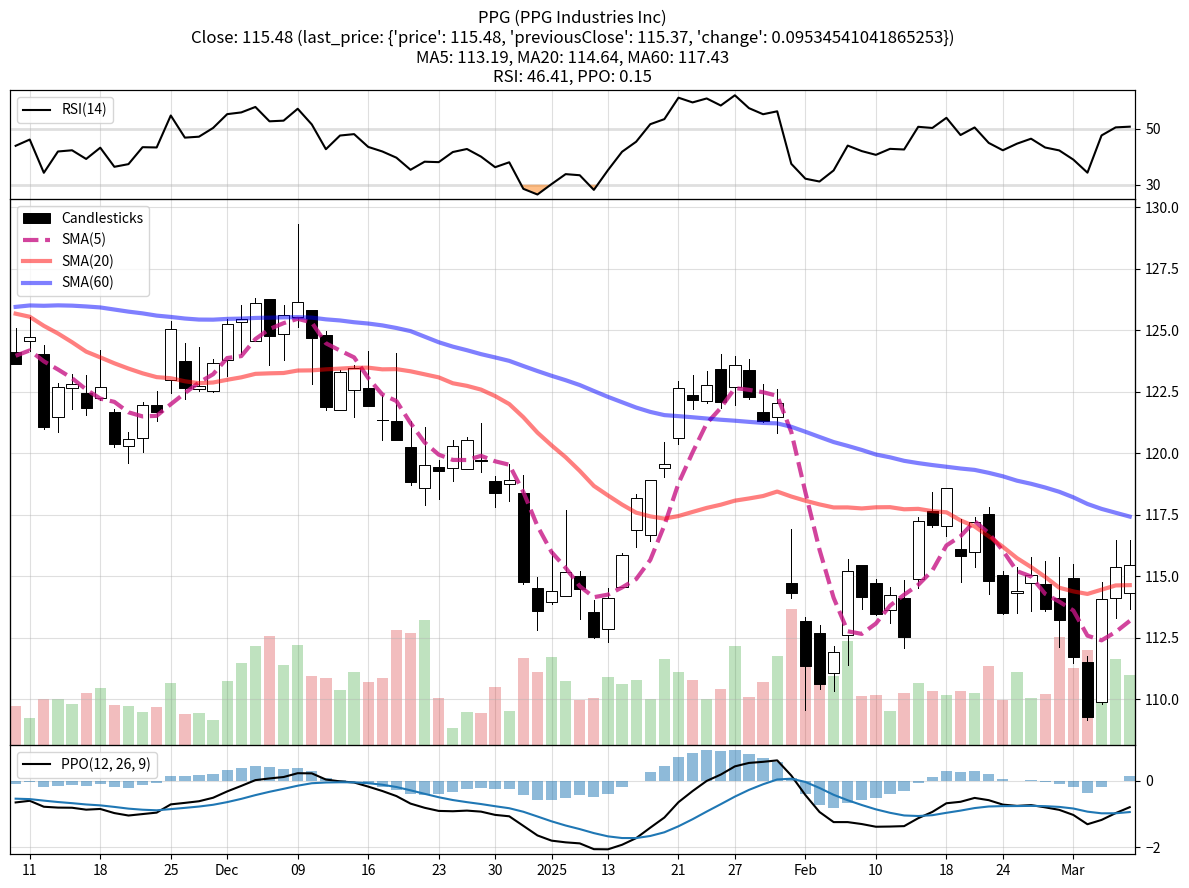 PPG (PPG Industries Inc)
Close: 115.48 (last_price: {'price': 115.48, 'previousClose': 115.37, 'change': 0.09534541041865253})
MA5: 113.19, MA20: 114.64, MA60: 117.43
RSI: 46.41, PPO: 0.15
RSI(14)
50
30
Candlesticks
SMA(5)
SMA(20)
SMA(60)
130.0
127.5
125.0
122.5
120.0
117.5
115.0
112.5
110.0
PPO(12, 26, 9)
0
−2
11 18 25 Dec 09 16 23 30 2025 13 21 27 Feb 10 18 24 Mar